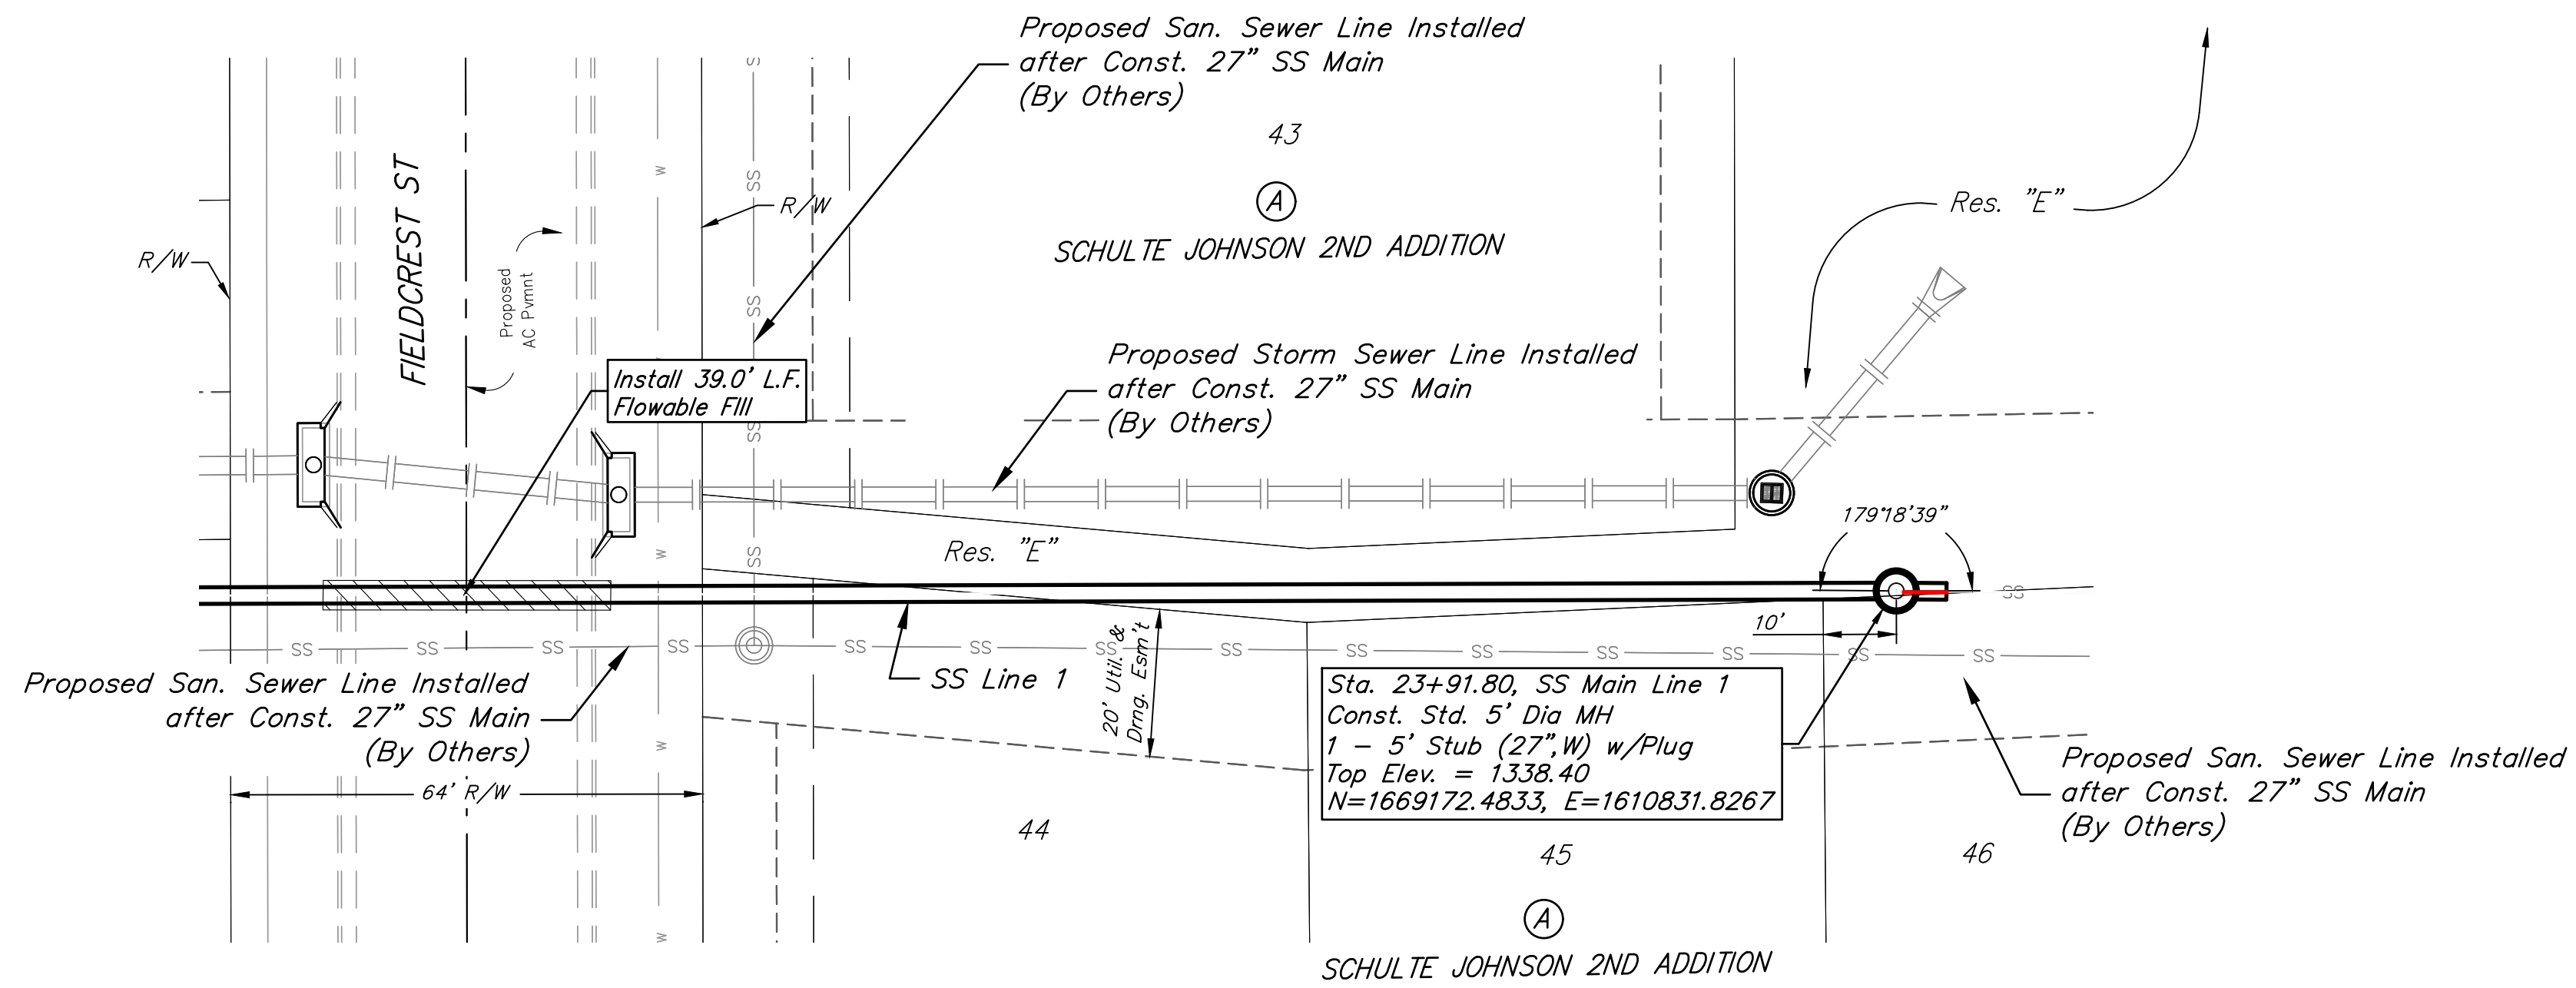 Proposed San. Sewer Line Installed
after Const. 27" SS Main
(By Others)
43
A
SCHULTE JOHNSON 2ND ADDITION
R/W
R/W
FIELDCREST ST
Proposed
AC Pvmnt
Res. "E"
Install 39.0' L.F.
Flowable FIll
Proposed Storm Sewer Line Installed
after Const. 27" SS Main
(By Others)
179°18'39"
Res. "E"
10'
SS Line 1
20' Util. &
Drng. Esm't
Proposed San. Sewer Line Installed
after Const. 27" SS Main
(By Others)
64' R/W
Sta. 23+91.80, SS Main Line 1
Const. Std. 5' Dia MH
1 - 5' Stub (27",W) w/Plug
Top Elev. = 1338.40
N=1669172.4833, E=1610831.8267
Proposed San. Sewer Line Installed
after Const. 27" SS Main
(By Others)
44
45
46
A
SCHULTE JOHNSON 2ND ADDITION
W
W
W
W
SS
SS
SS
SS
SS SS SS SS SS SS SS SS SS SS SS SS SS SS
SS